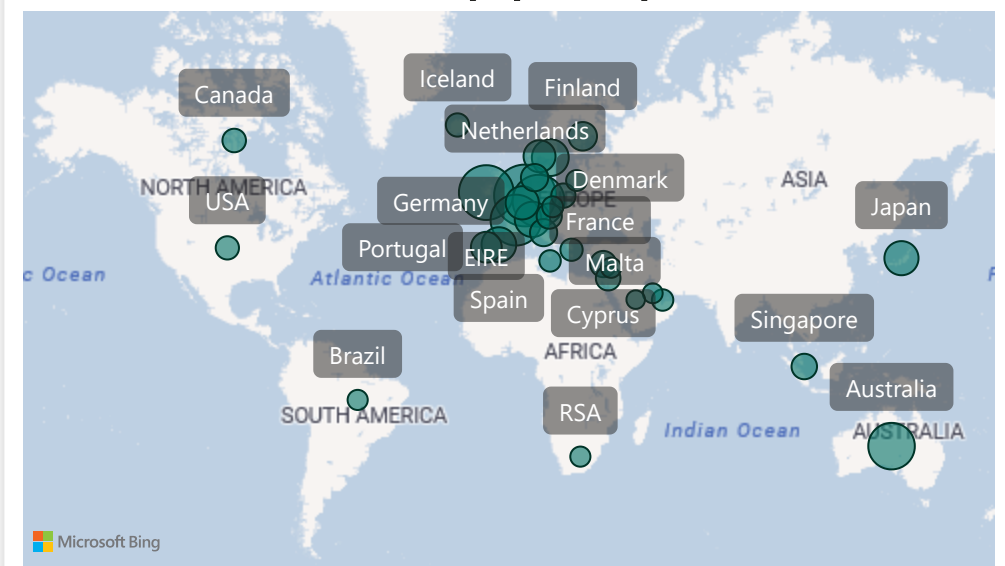 Iceland
Finland
Canada
Netherlands
NORTH AMERICA
ASIA
Denmark
USA
Germany
Japan
France
Portugal
EIRE
Malta
c Ocean
Atlantic Ocean
Spain
Cyprus
Singapore
Brazil
AFRICA
Australia
SOUTH AMERICA
RSA
Indian Ocean
AUSTRALIA
Microsoft Bing